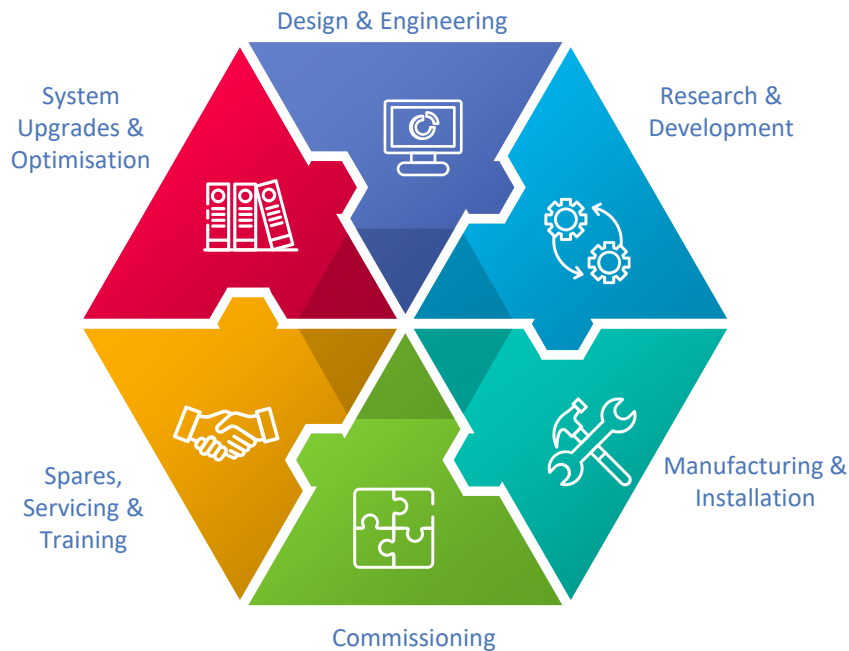 Design & Engineering
Research &
Development
Manufacturing &
Installation
Commissioning
Spares,
Servicing &
Training
System
Upgrades &
Optimisation